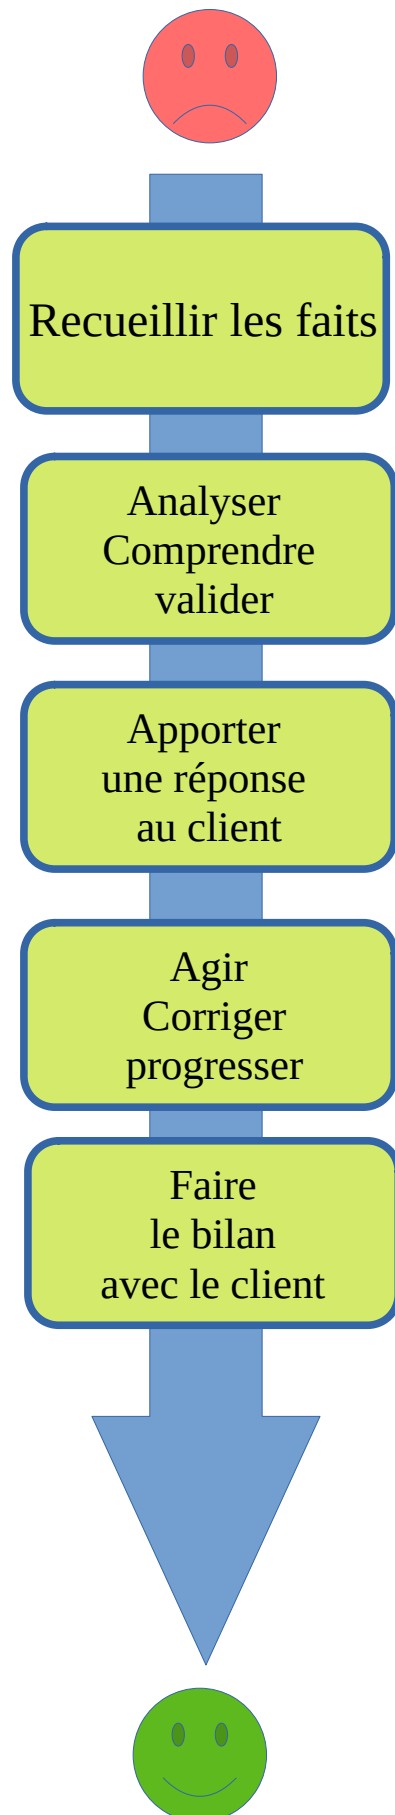 Recueillir les faits
Analyser
Comprendre
valider
Apporter
une réponse
au client
Agir
Corriger
progresser
Faire
le bilan
avec le client